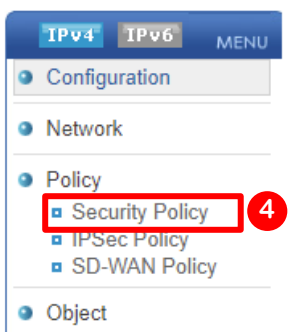 IPv4 IPv6 MENU
Configuration
Network
Policy
Security Policy 4
IPSec Policy
SD-WAN Policy
Object